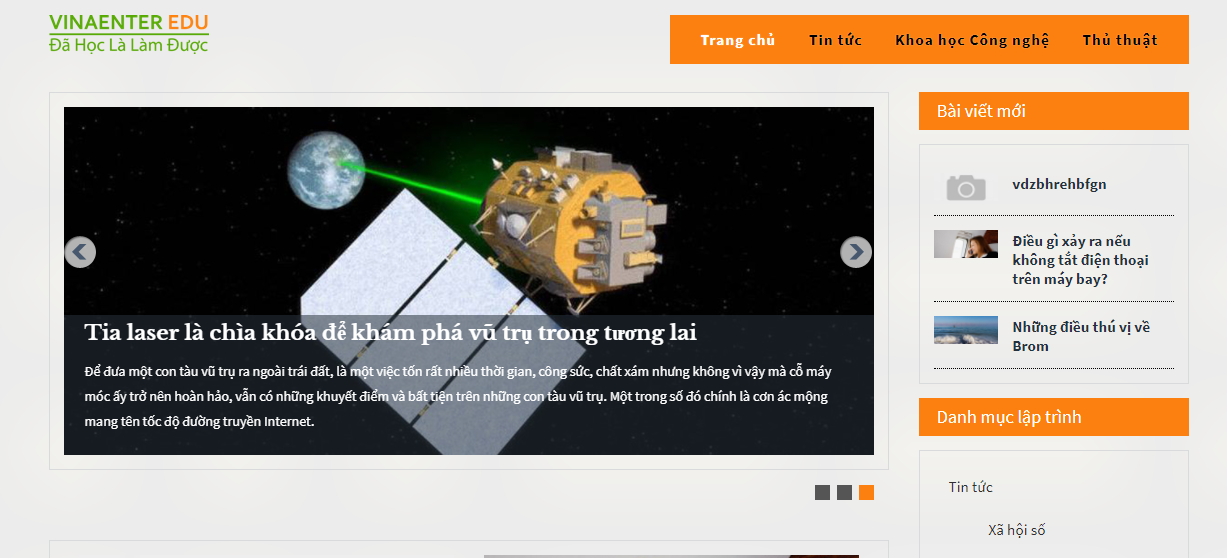 VINAENTER EDU
Đã Học Là Làm Được
Trang chủ Tin tức Khoa học Công nghệ Thủ thuật
Tia laser là chìa khóa để khám phá vũ trụ trong tương lai
Để đưa một con tàu vũ trụ ra ngoài trái đất, là một việc tốn rất nhiều thời gian, công sức, chất xám nhưng không vì vậy mà cỗ máy
móc ấy trở nên hoàn hảo, vẫn có những khuyết điểm và bất tiện trên những con tàu vũ trụ. Một trong số đó chính là cơn ác mộng
mang tên tốc độ đường truyền Internet.
Bài viết mới
vdzbhrehbfgn
Điều gì xảy ra nếu
không tắt điện thoại
trên máy bay?
Những điều thú vị về
Brom
Danh mục lập trình
Tin tức
Xã hội số